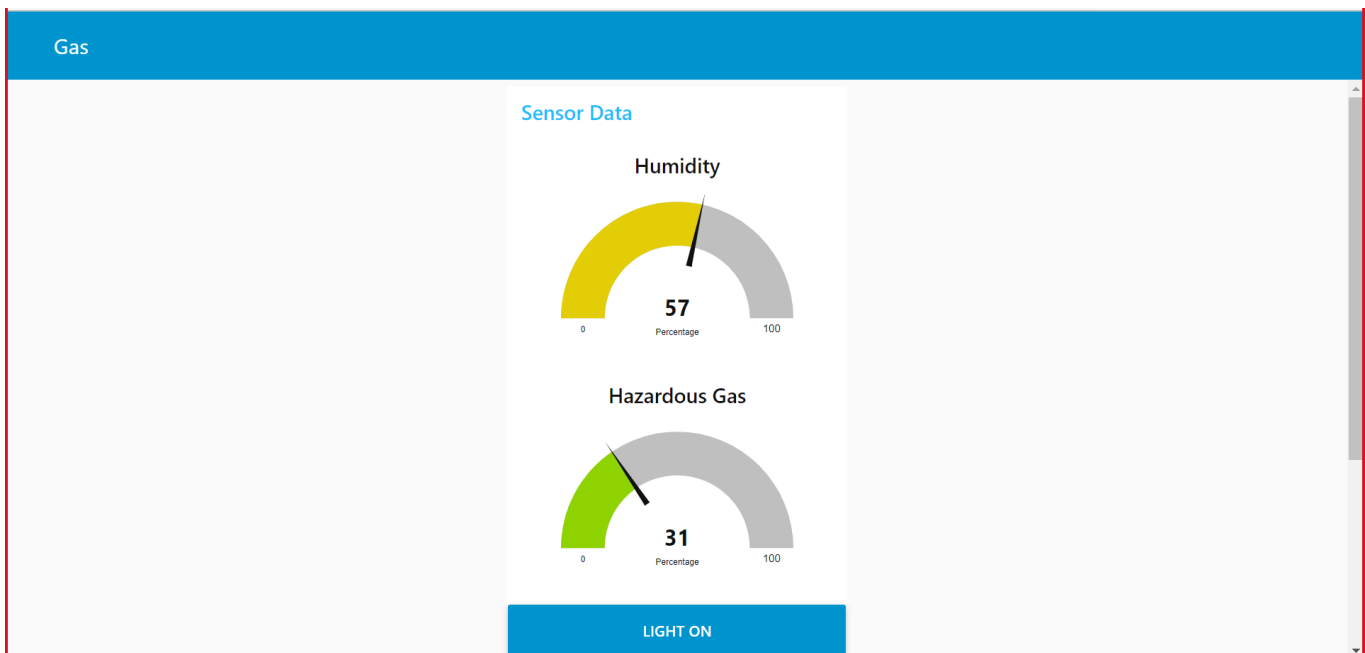 Gas
Sensor Data
Humidity
57
0 Percentage 100
Hazardous Gas
31
0 Percentage 100
LIGHT ON